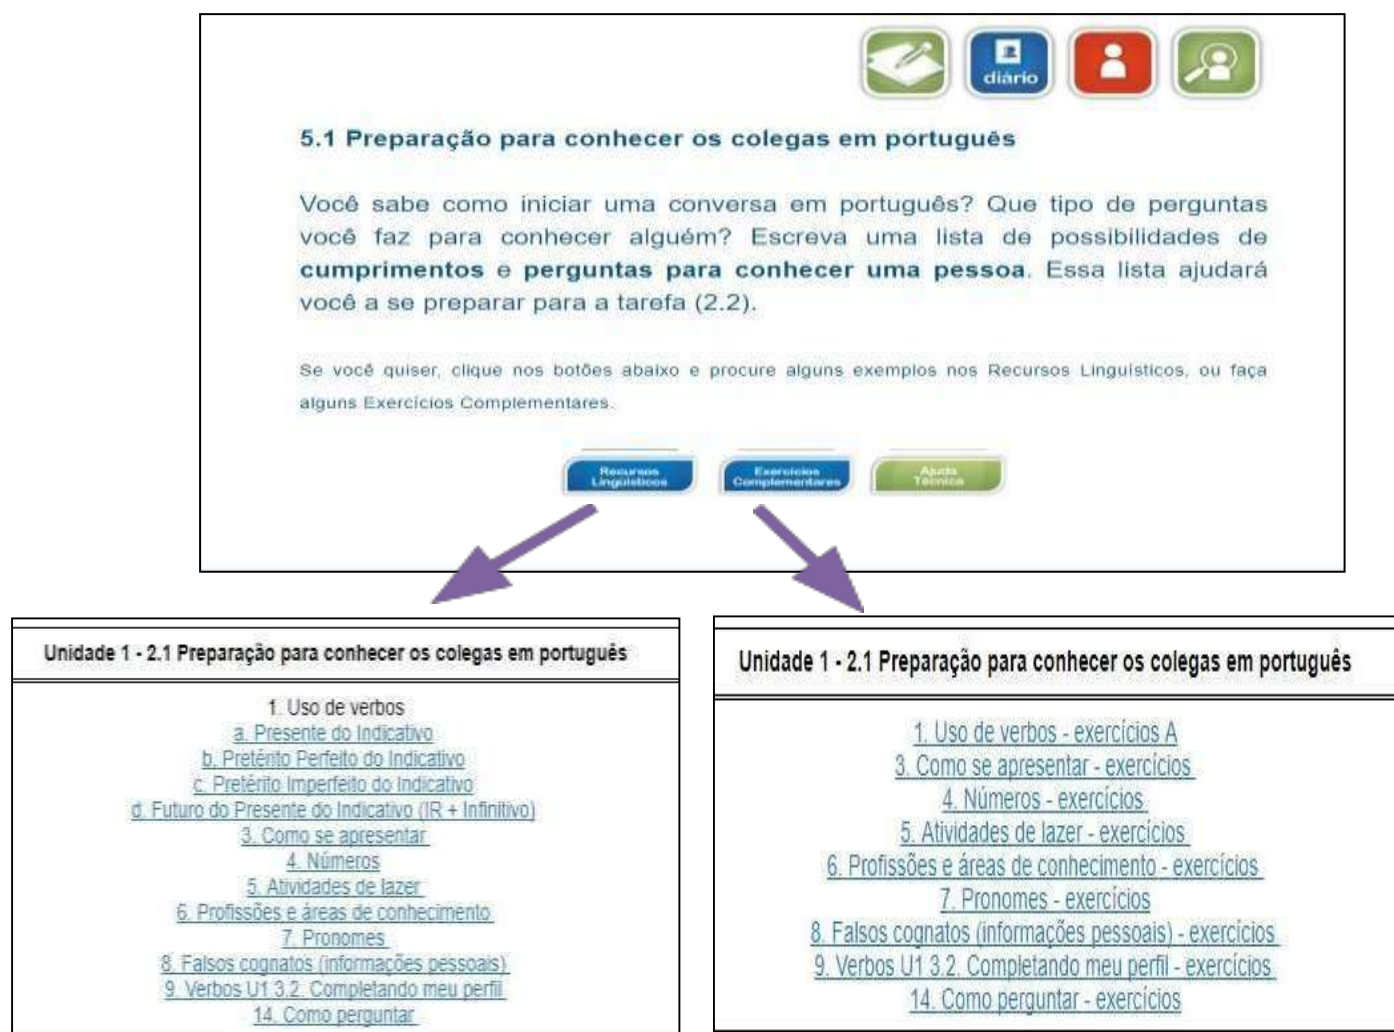 diário
5.1 Preparação para conhecer os colegas em português
Você sabe como iniciar uma conversa em português? Que tipo de perguntas
você faz para conhecer alguém? Escreva uma lista de possibilidades de
cumprimentos e perguntas para conhecer uma pessoa. Essa lista ajudará
você a se preparar para a tarefa (2.2).
Se você quiser, clique nos botões abaixo e procure alguns exemplos nos Recursos Linguísticos, ou faça
alguns Exercícios Complementares.
Recursos
Linguísticos
Exercícios
Complementares
Ajuda
Técnica
Unidade 1 - 2.1 Preparação para conhecer os colegas em português
1. Uso de verbos
a. Presente do Indicativo
b. Pretérito Perfeito do Indicativo
c. Pretérito Imperfeito do Indicativo
d. Futuro do Presente do Indicativo (IR + Infinitivo)
3. Como se apresentar
4. Números
5. Atividades de lazer
6. Profissões e áreas de conhecimento
7. Pronomes
8. Falsos cognatos (informações pessoais)
9. Verbos U1 3.2. Completando meu perfil
14. Como perguntar
Unidade 1 - 2.1 Preparação para conhecer os colegas em português
1. Uso de verbos - exercícios A
3. Como se apresentar - exercícios
4. Números - exercícios
5. Atividades de lazer - exercícios
6. Profissões e áreas de conhecimento - exercícios
7. Pronomes - exercícios
8. Falsos cognatos (informações pessoais) - exercícios
9. Verbos U1 3.2. Completando meu perfil - exercícios
14. Como perguntar - exercícios